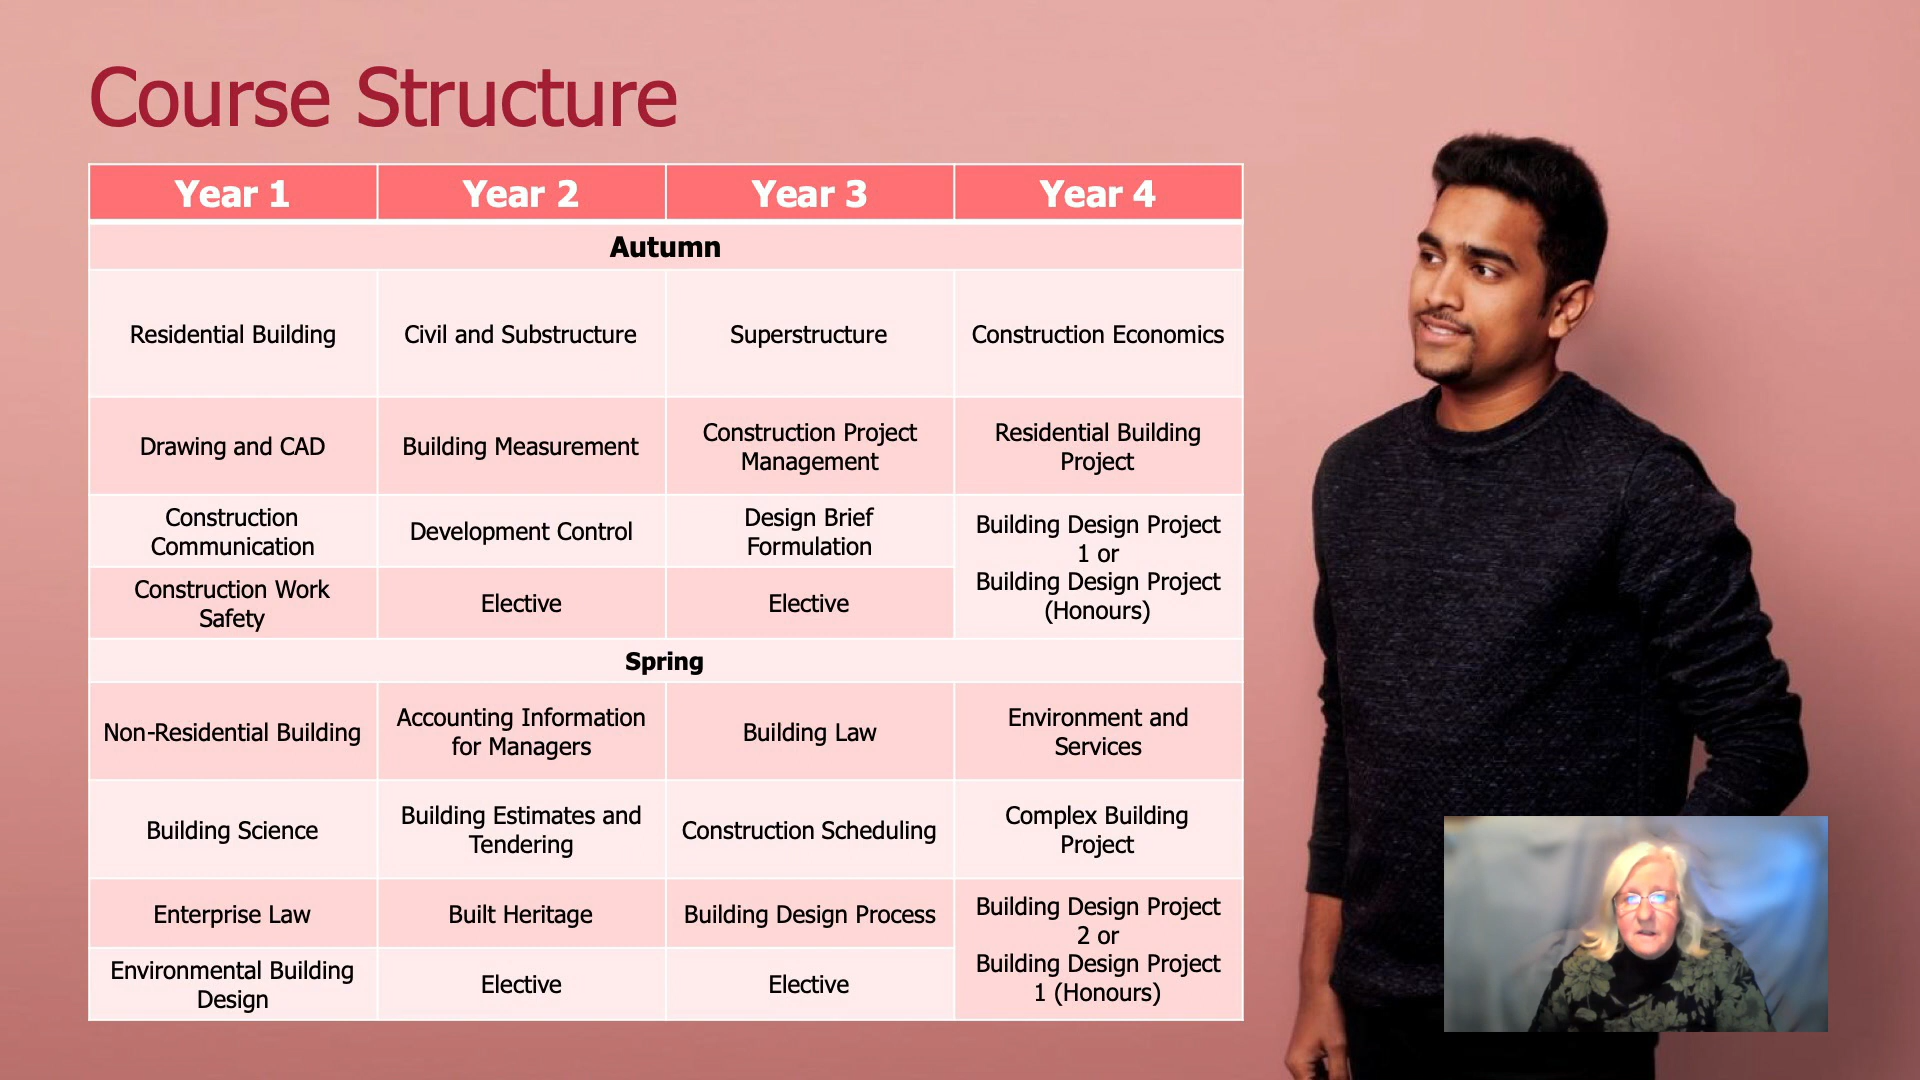 Course Structure
Year 1 Year 2 Year 3 Year 4
Autumn
Residential Building
Civil and Substructure
Superstructure
Construction Economics
Drawing and CAD
Building Measurement
Construction Project
Management
Residential Building
Project
Construction
Communication
Development Control
Design Brief
Formulation
Building Design Project
1 or
Building Design Project
(Honours)
Construction Work
Safety
Elective
Elective
Spring
Non-Residential Building
Accounting Information
for Managers
Building Law
Environment and
Services
Building Science
Building Estimates and
Tendering
Construction Scheduling
Complex Building
Project
Enterprise Law
Built Heritage
Building Design Process
Building Design Project
2 or
Building Design Project
1 (Honours)
Environmental Building
Design
Elective
Elective